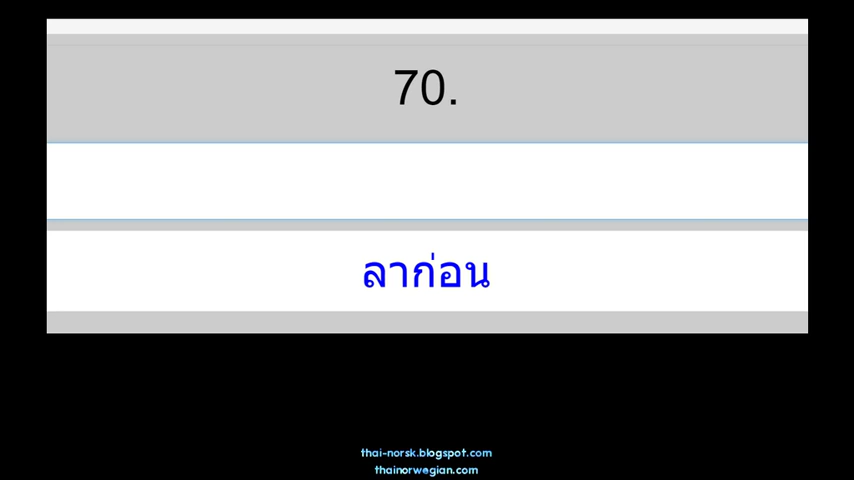 70.
ลาก่อน
thai-norsk.blogspot.com
thainorwegian.com